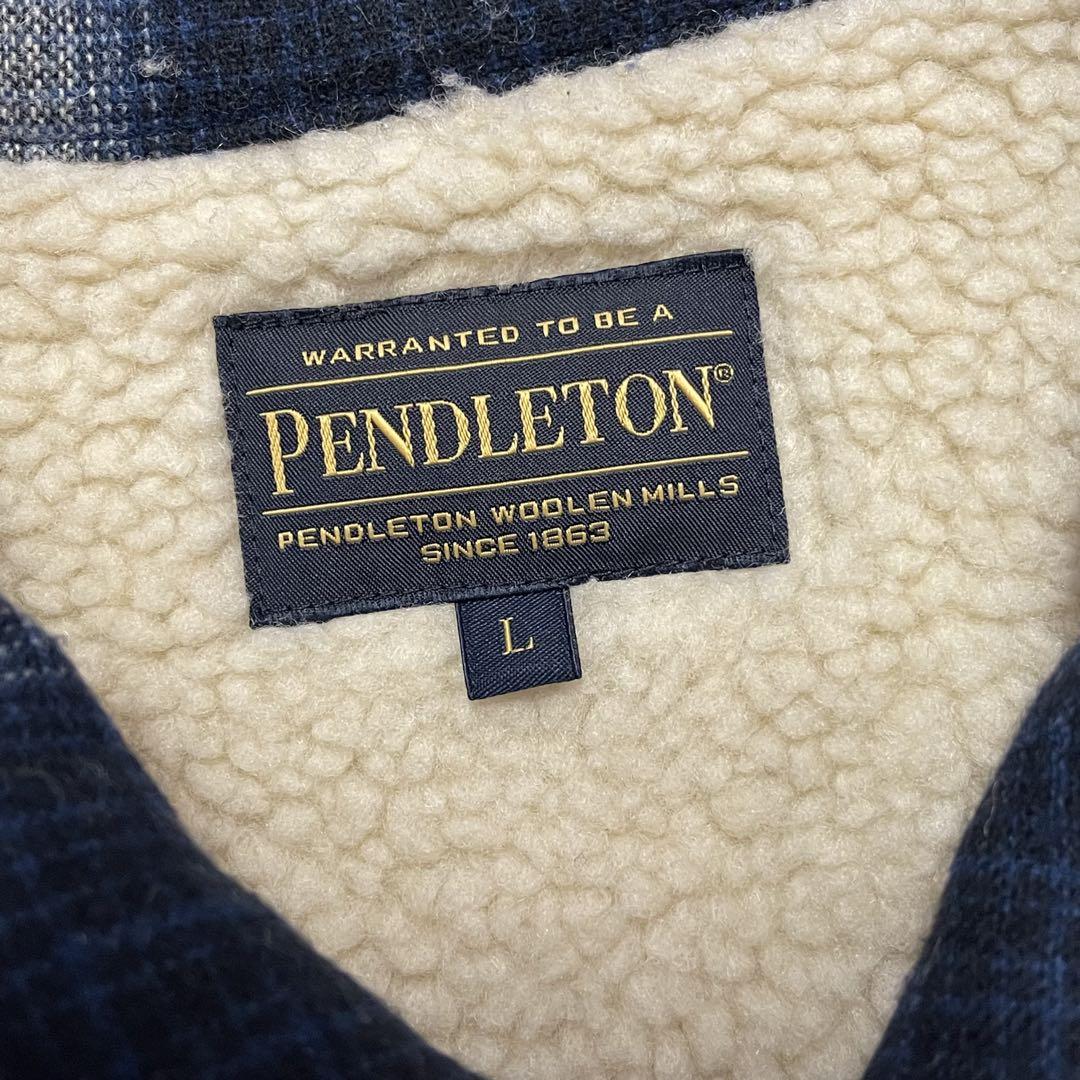 WARRANTED TO BE A
PENDLETON®
PENDLETON WOOLEN MILLS
SINCE 1863
L